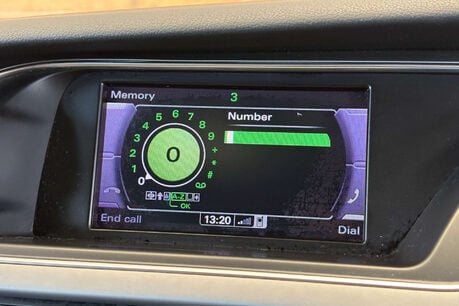 Memory
3
Number
0 1 2 3 4 5 6 7 8 9 + * #
0
A-Z
OK
End call
13:20
Dial